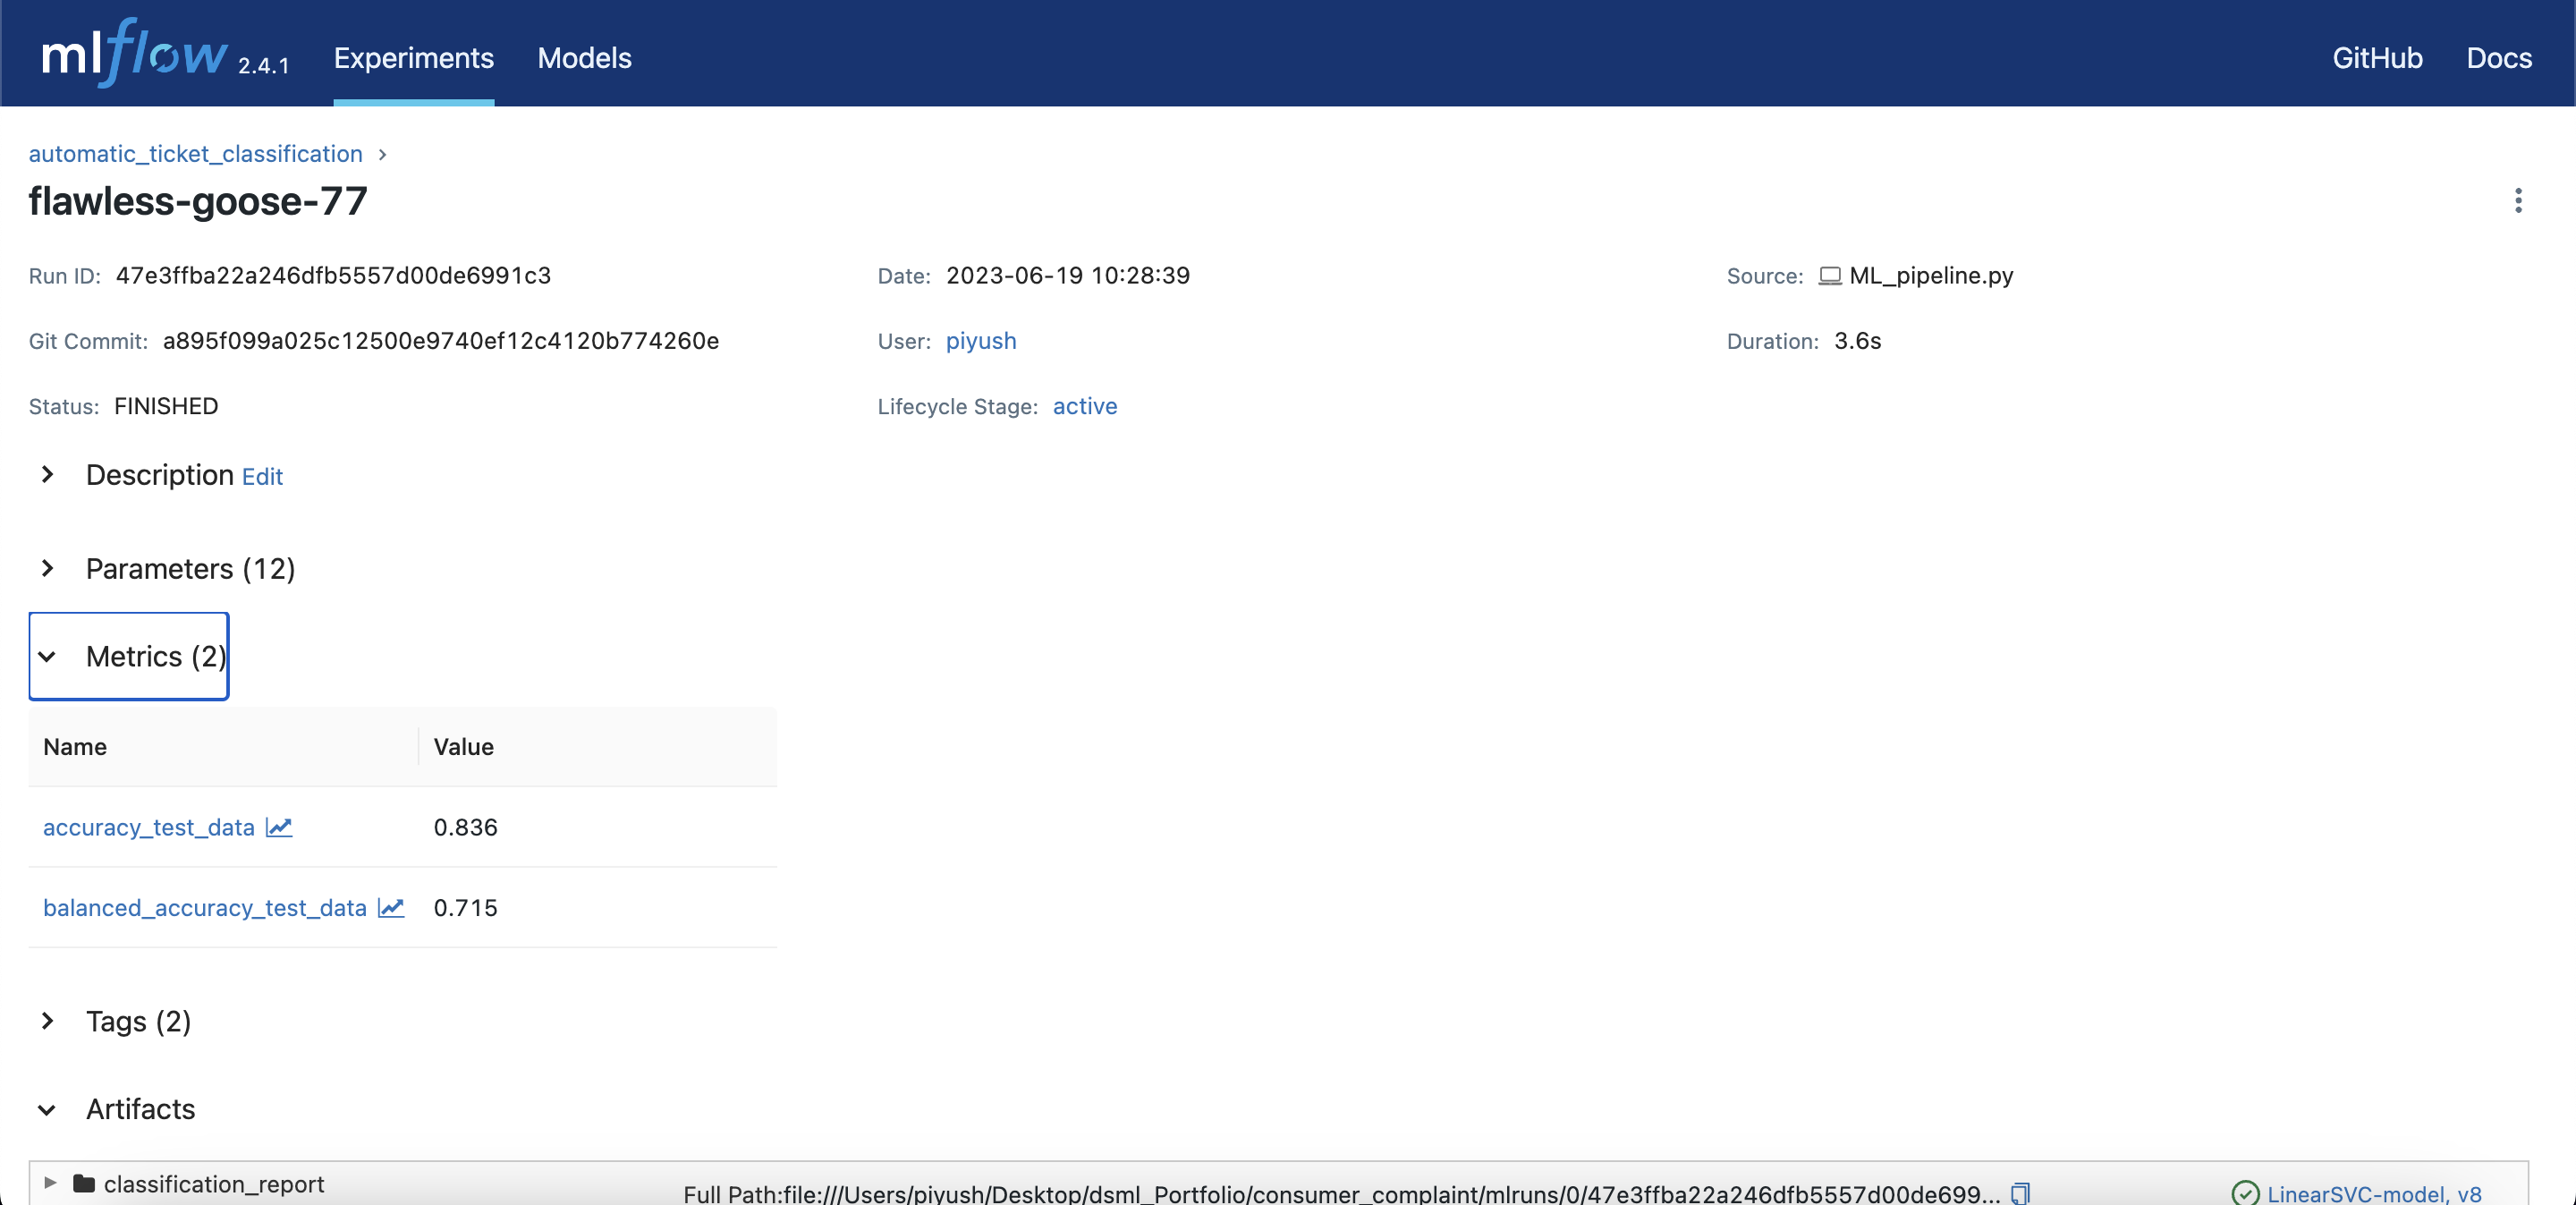 mlflow 2.4.1 Experiments Models GitHub Docs
automatic_ticket_classification
flawless-goose-77
Run ID: 47e3ffba22a246dfb5557d00de6991c3 Date: 2023-06-19 10:28:39 Source: ML_pipeline.py
Git Commit: a895f099a025c12500e9740ef12c4120b774260e User: piyush Duration: 3.6s
Status: FINISHED Lifecycle Stage: active
Description Edit
Parameters (12)
Metrics (2)
Name Value
accuracy_test_data 0.836
balanced_accuracy_test_data 0.715
Tags (2)
Artifacts
classification_report
Full Path:file:///Users/piyush/Desktop/dsml_Portfolio/consumer_complaint/mlruns/0/47e3ffba22a246dfb5557d00de699... LinearSVC-model, v8